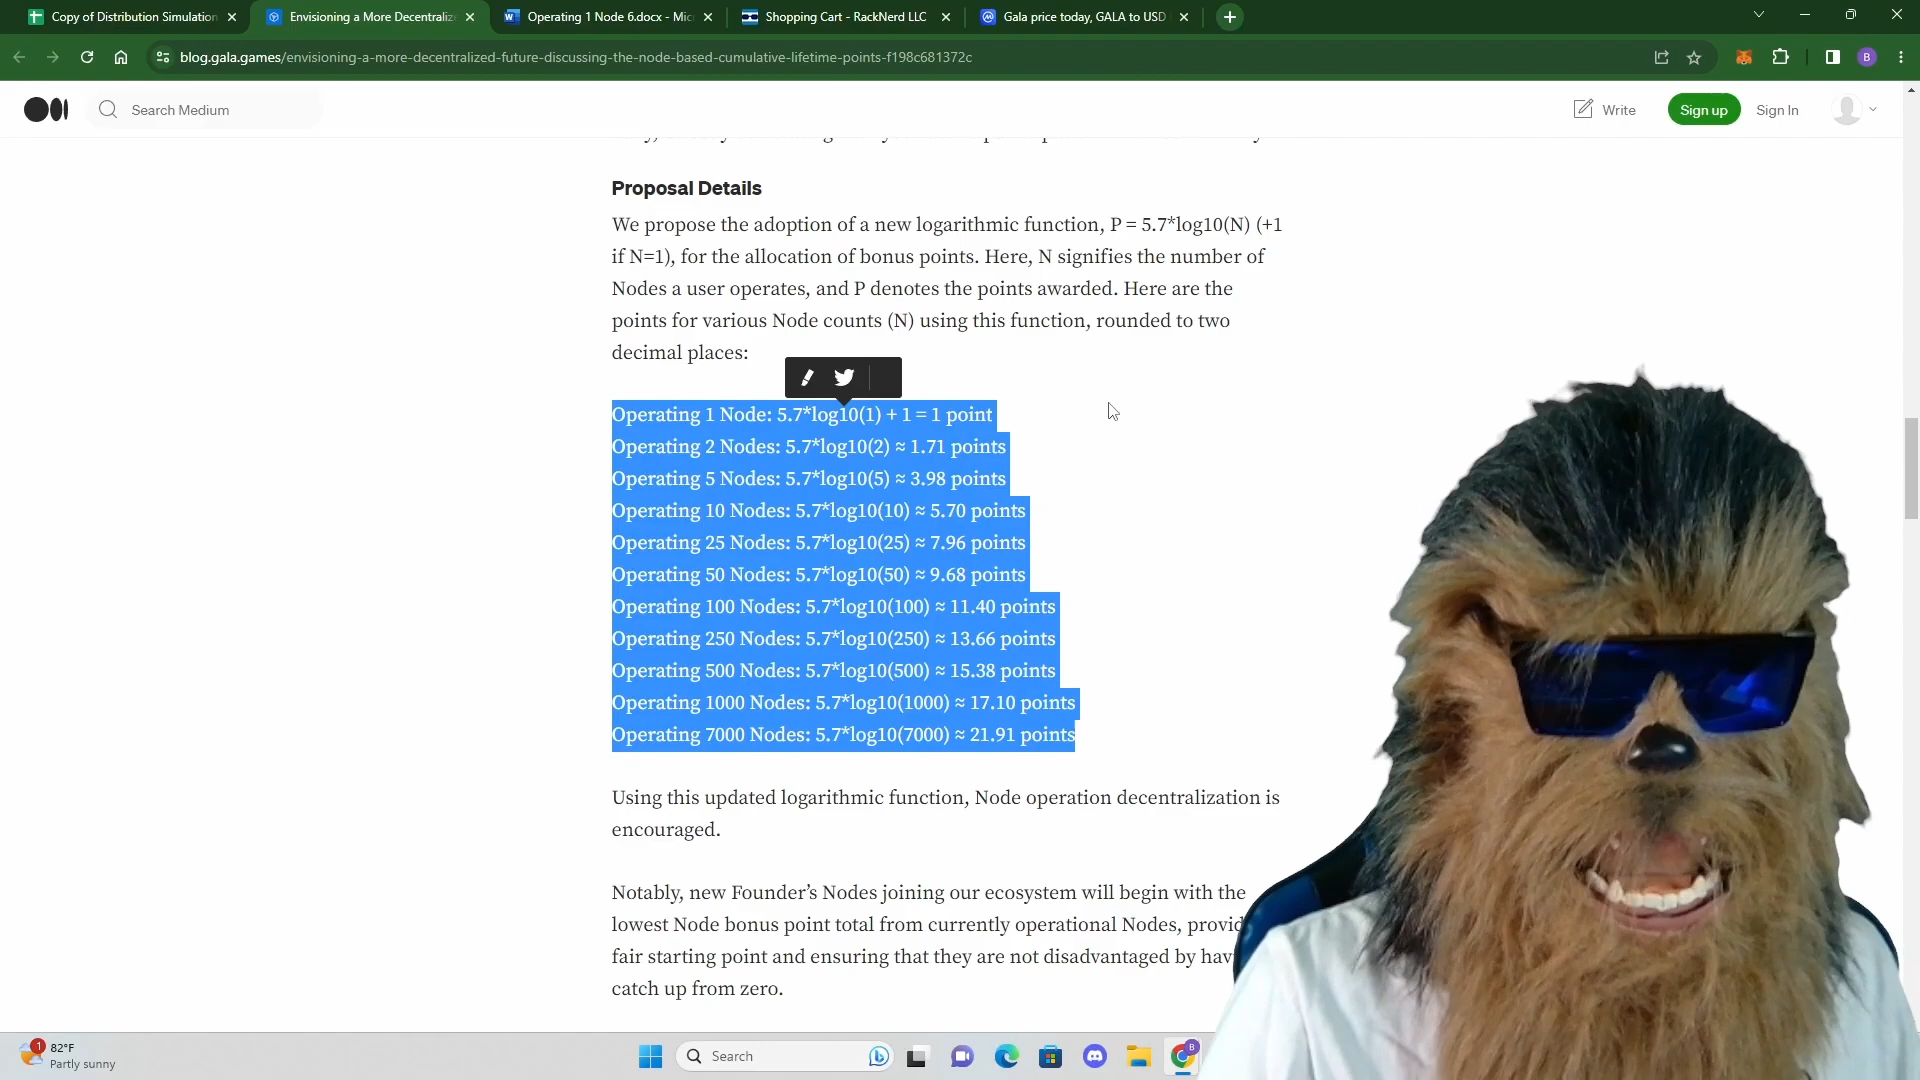 Copy of Distribution Simulation
Envisioning a More Decentraliz
Operating 1 Node 6.docx - Mic
Shopping Cart - RackNerd LLC
Gala price today, GALA to USD
blog.gala.games/envisioning-a-more-decentralized-future-discussing-the-node-based-cumulative-lifetime-points-f198c681372c
B
Search Medium
Write
Sign up
Sign In
Proposal Details
We propose the adoption of a new logarithmic function, P = 5.7*log10(N) (+1
if N=1), for the allocation of bonus points. Here, N signifies the number of
Nodes a user operates, and P denotes the points awarded. Here are the
points for various Node counts (N) using this function, rounded to two
decimal places:
Operating 1 Node: 5.7*log10(1) + 1 = 1 point
Operating 2 Nodes: 5.7*log10(2) ≈ 1.71 points
Operating 5 Nodes: 5.7*log10(5) ≈ 3.98 points
Operating 10 Nodes: 5.7*log10(10) ≈ 5.70 points
Operating 25 Nodes: 5.7*log10(25) ≈ 7.96 points
Operating 50 Nodes: 5.7*log10(50) ≈ 9.68 points
Operating 100 Nodes: 5.7*log10(100) ≈ 11.40 points
Operating 250 Nodes: 5.7*log10(250) ≈ 13.66 points
Operating 500 Nodes: 5.7*log10(500) ≈ 15.38 points
Operating 1000 Nodes: 5.7*log10(1000) ≈ 17.10 points
Operating 7000 Nodes: 5.7*log10(7000) ≈ 21.91 points
Using this updated logarithmic function, Node operation decentralization is
encouraged.
Notably, new Founder's Nodes joining our ecosystem will begin with the
lowest Node bonus point total from currently operational Nodes, provid
fair starting point and ensuring that they are not disadvantaged by havi
catch up from zero.
1
82°F
Partly sunny
Search
B